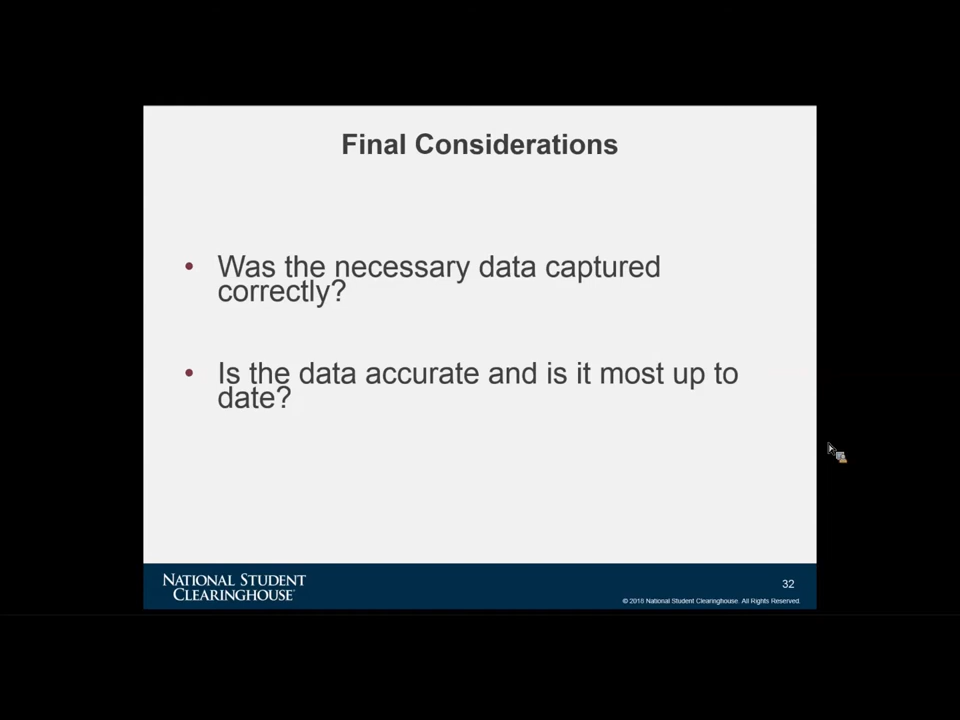 Final Considerations
• Was the necessary data captured
correctly?
• Is the data accurate and is it most up to
date?
NATIONAL STUDENT
CLEARINGHOUSE
32
© 2018 National Student Clearinghouse. All Rights Reserved.